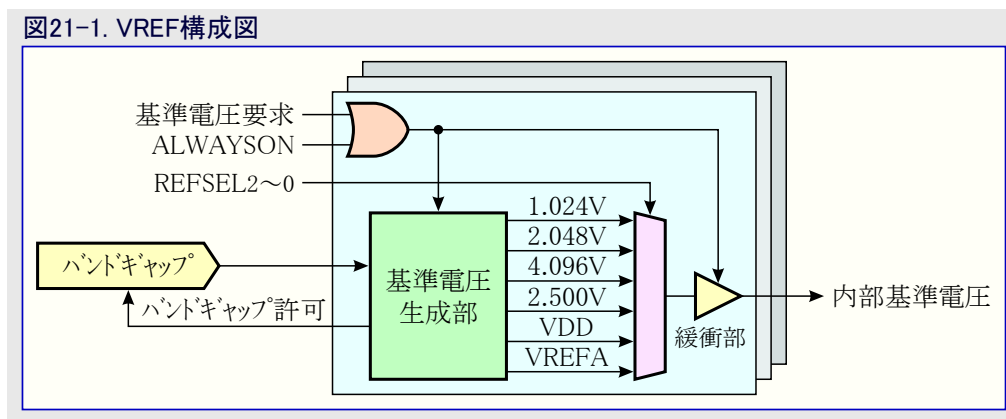 図21-1. VREF構成図
基準電圧要求
ALWAYSON
REFSEL2～0
1.024V
2.048V
4.096V
2.500V
VDD
VREFA
ﾊﾞﾝﾄﾞｷﾞｬｯﾌﾟ
ﾊﾞﾝﾄﾞｷﾞｬｯﾌﾟ許可
基準電圧
生成部
緩衝部
内部基準電圧